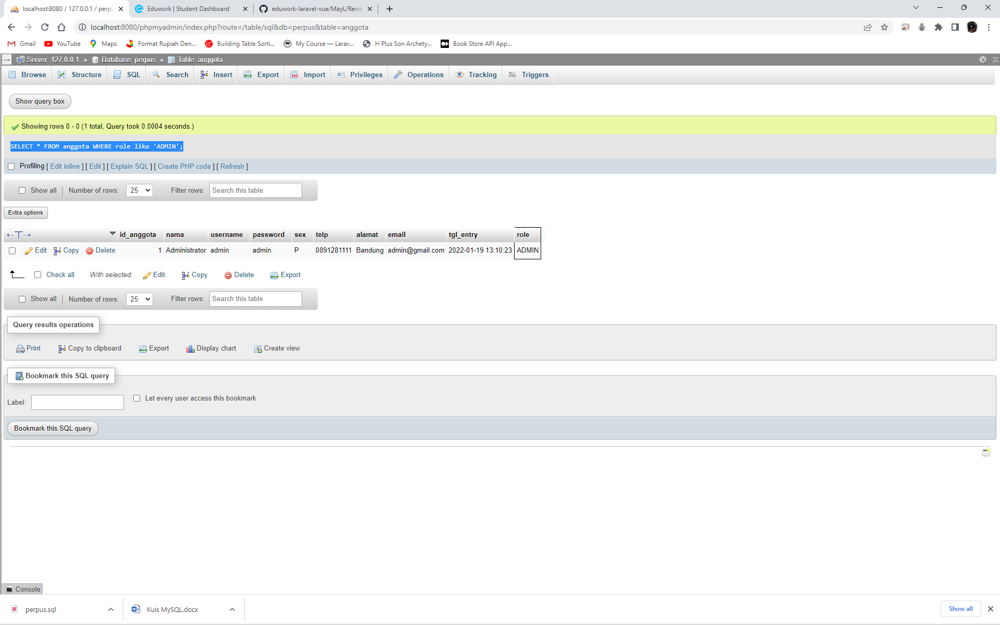 localhost:8080 / 127.0.0.1 / perpu
Eduwork | Student Dashboard
eduwork-laravel-vue/MayL/Revie
localhost:8080/phpmyadmin/index.php?route=/table/sql&db=perpus&table=anggota
Gmail YouTube Maps Format Rupiah Den... Building Table Sorti... My Course — Larav... H Plus Son Archety... Book Store API App...
Server: 127.0.0.1 » Database: perpus » Table: anggota
Browse Structure SQL Search Insert Export Import Privileges Operations Tracking Triggers
Show query box
Showing rows 0 - 0 (1 total, Query took 0.0004 seconds.)
SELECT * FROM anggota WHERE role like 'ADMIN';
Profiling [ Edit inline ] [ Edit ] [ Explain SQL ] [ Create PHP code ] [ Refresh ]
Show all Number of rows: 25 Filter rows: Search this table
Extra options
id_anggota nama username password sex telp alamat email tgl_entry role
Edit Copy Delete 1 Administrator admin admin P 0891281111 Bandung admin@gmail.com 2022-01-19 13:10:23 ADMIN
Check all With selected: Edit Copy Delete Export
Show all Number of rows: 25 Filter rows: Search this table
Query results operations
Print Copy to clipboard Export Display chart Create view
Bookmark this SQL query
Label: Let every user access this bookmark
Bookmark this SQL query
Console
perpus.sql Kuis MySQL.docx Show all